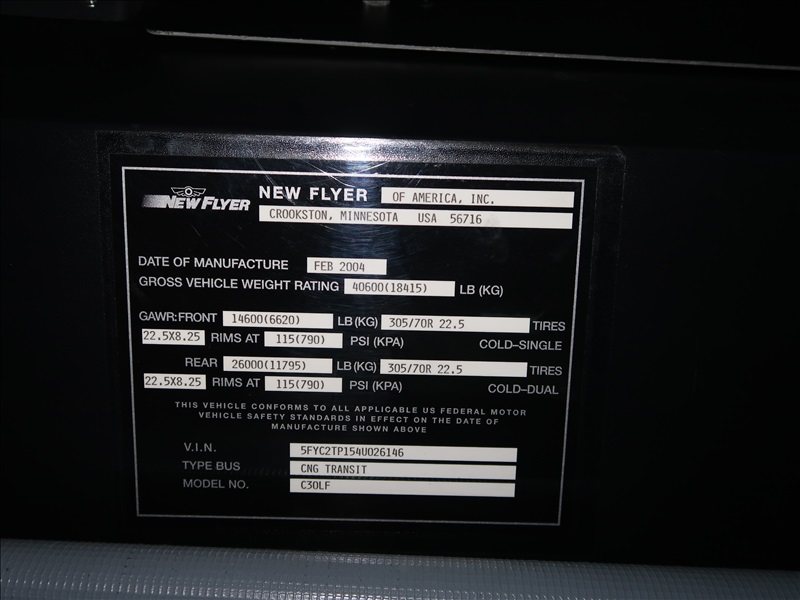 NEW FLYER NEW FLYER OF AMERICA, INC.
CROOKSTON, MINNESOTA USA 56716
DATE OF MANUFACTURE FEB 2004
GROSS VEHICLE WEIGHT RATING 40600(18415) LB (KG)
GAWR: FRONT 14600(6620) LB (KG) 305/70R 22.5 TIRES
22.5X8.25 RIMS AT 115(790) PSI (KPA) COLD-SINGLE
REAR 26000(11795) LB (KG) 305/70R 22.5 TIRES
22.5X8.25 RIMS AT 115(790) PSI (KPA) COLD-DUAL
THIS VEHICLE CONFORMS TO ALL APPLICABLE US FEDERAL MOTOR
VEHICLE SAFETY STANDARDS IN EFFECT ON THE DATE OF
MANUFACTURE SHOWN ABOVE
V.I.N. 5FYC2TP154U026146
TYPE BUS CNG TRANSIT
MODEL NO. C30LF